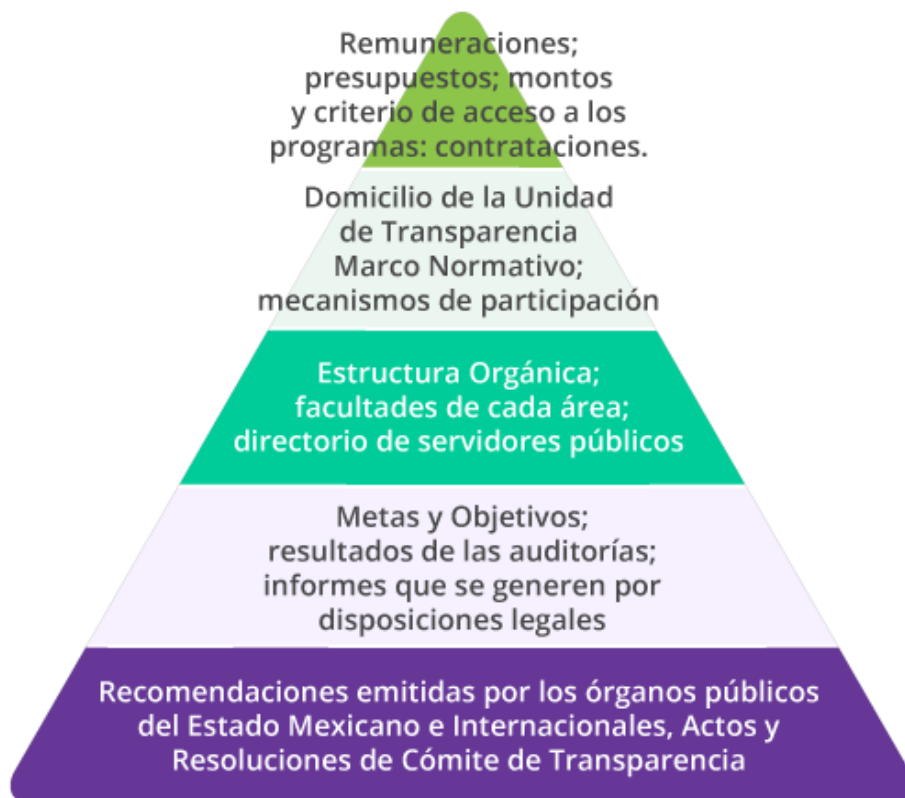 Remuneraciones;
presupuestos; montos
y criterio de acceso a los
programas: contrataciones.
Domicilio de la Unidad
de Transparencia
Marco Normativo;
mecanismos de participación
Estructura Orgánica;
facultades de cada área;
directorio de servidores públicos
Metas y Objetivos;
resultados de las auditorías;
informes que se generen por
disposiciones legales
Recomendaciones emitidas por los órganos públicos
del Estado Mexicano e Internacionales, Actos y
Resoluciones de Cómite de Transparencia